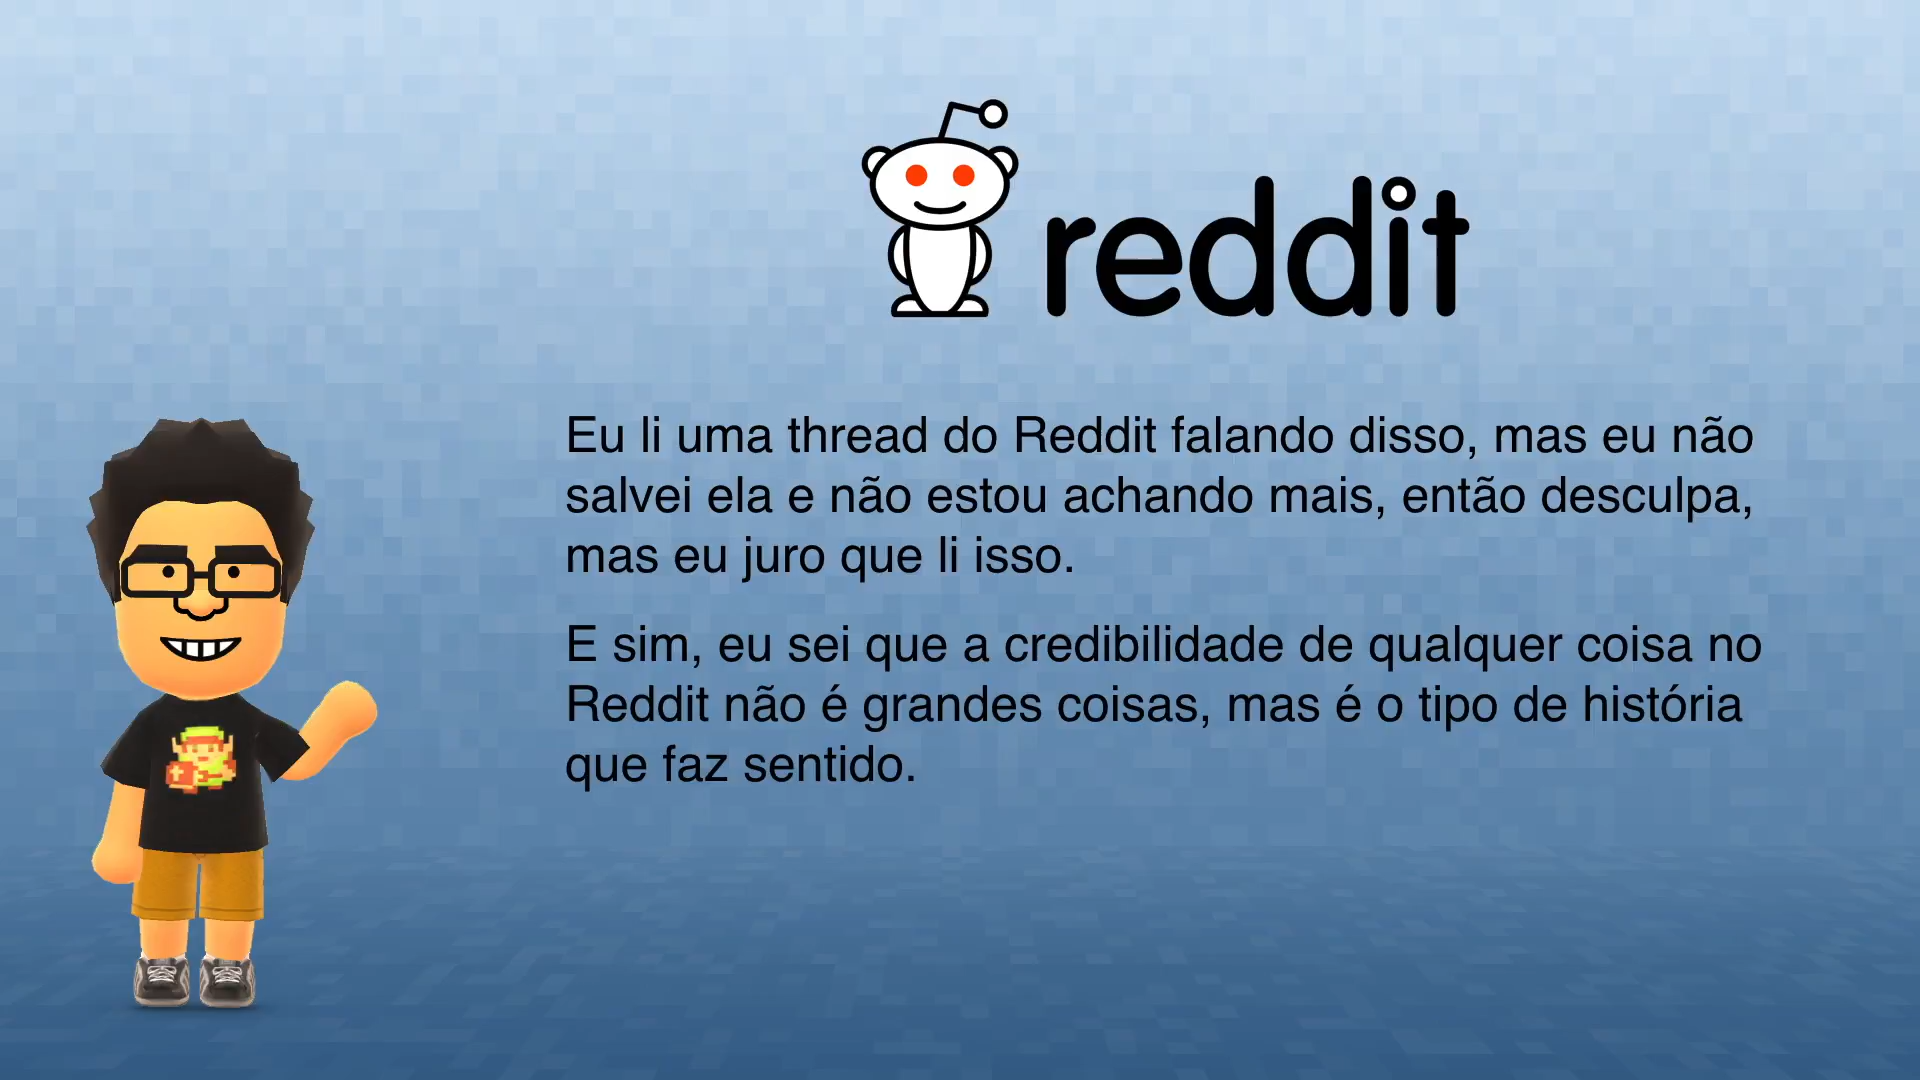 reddit
Eu li uma thread do Reddit falando disso, mas eu não
salvei ela e não estou achando mais, então desculpa,
mas eu juro que li isso.
E sim, eu sei que a credibilidade de qualquer coisa no
Reddit não é grandes coisas, mas é o tipo de história
que faz sentido.